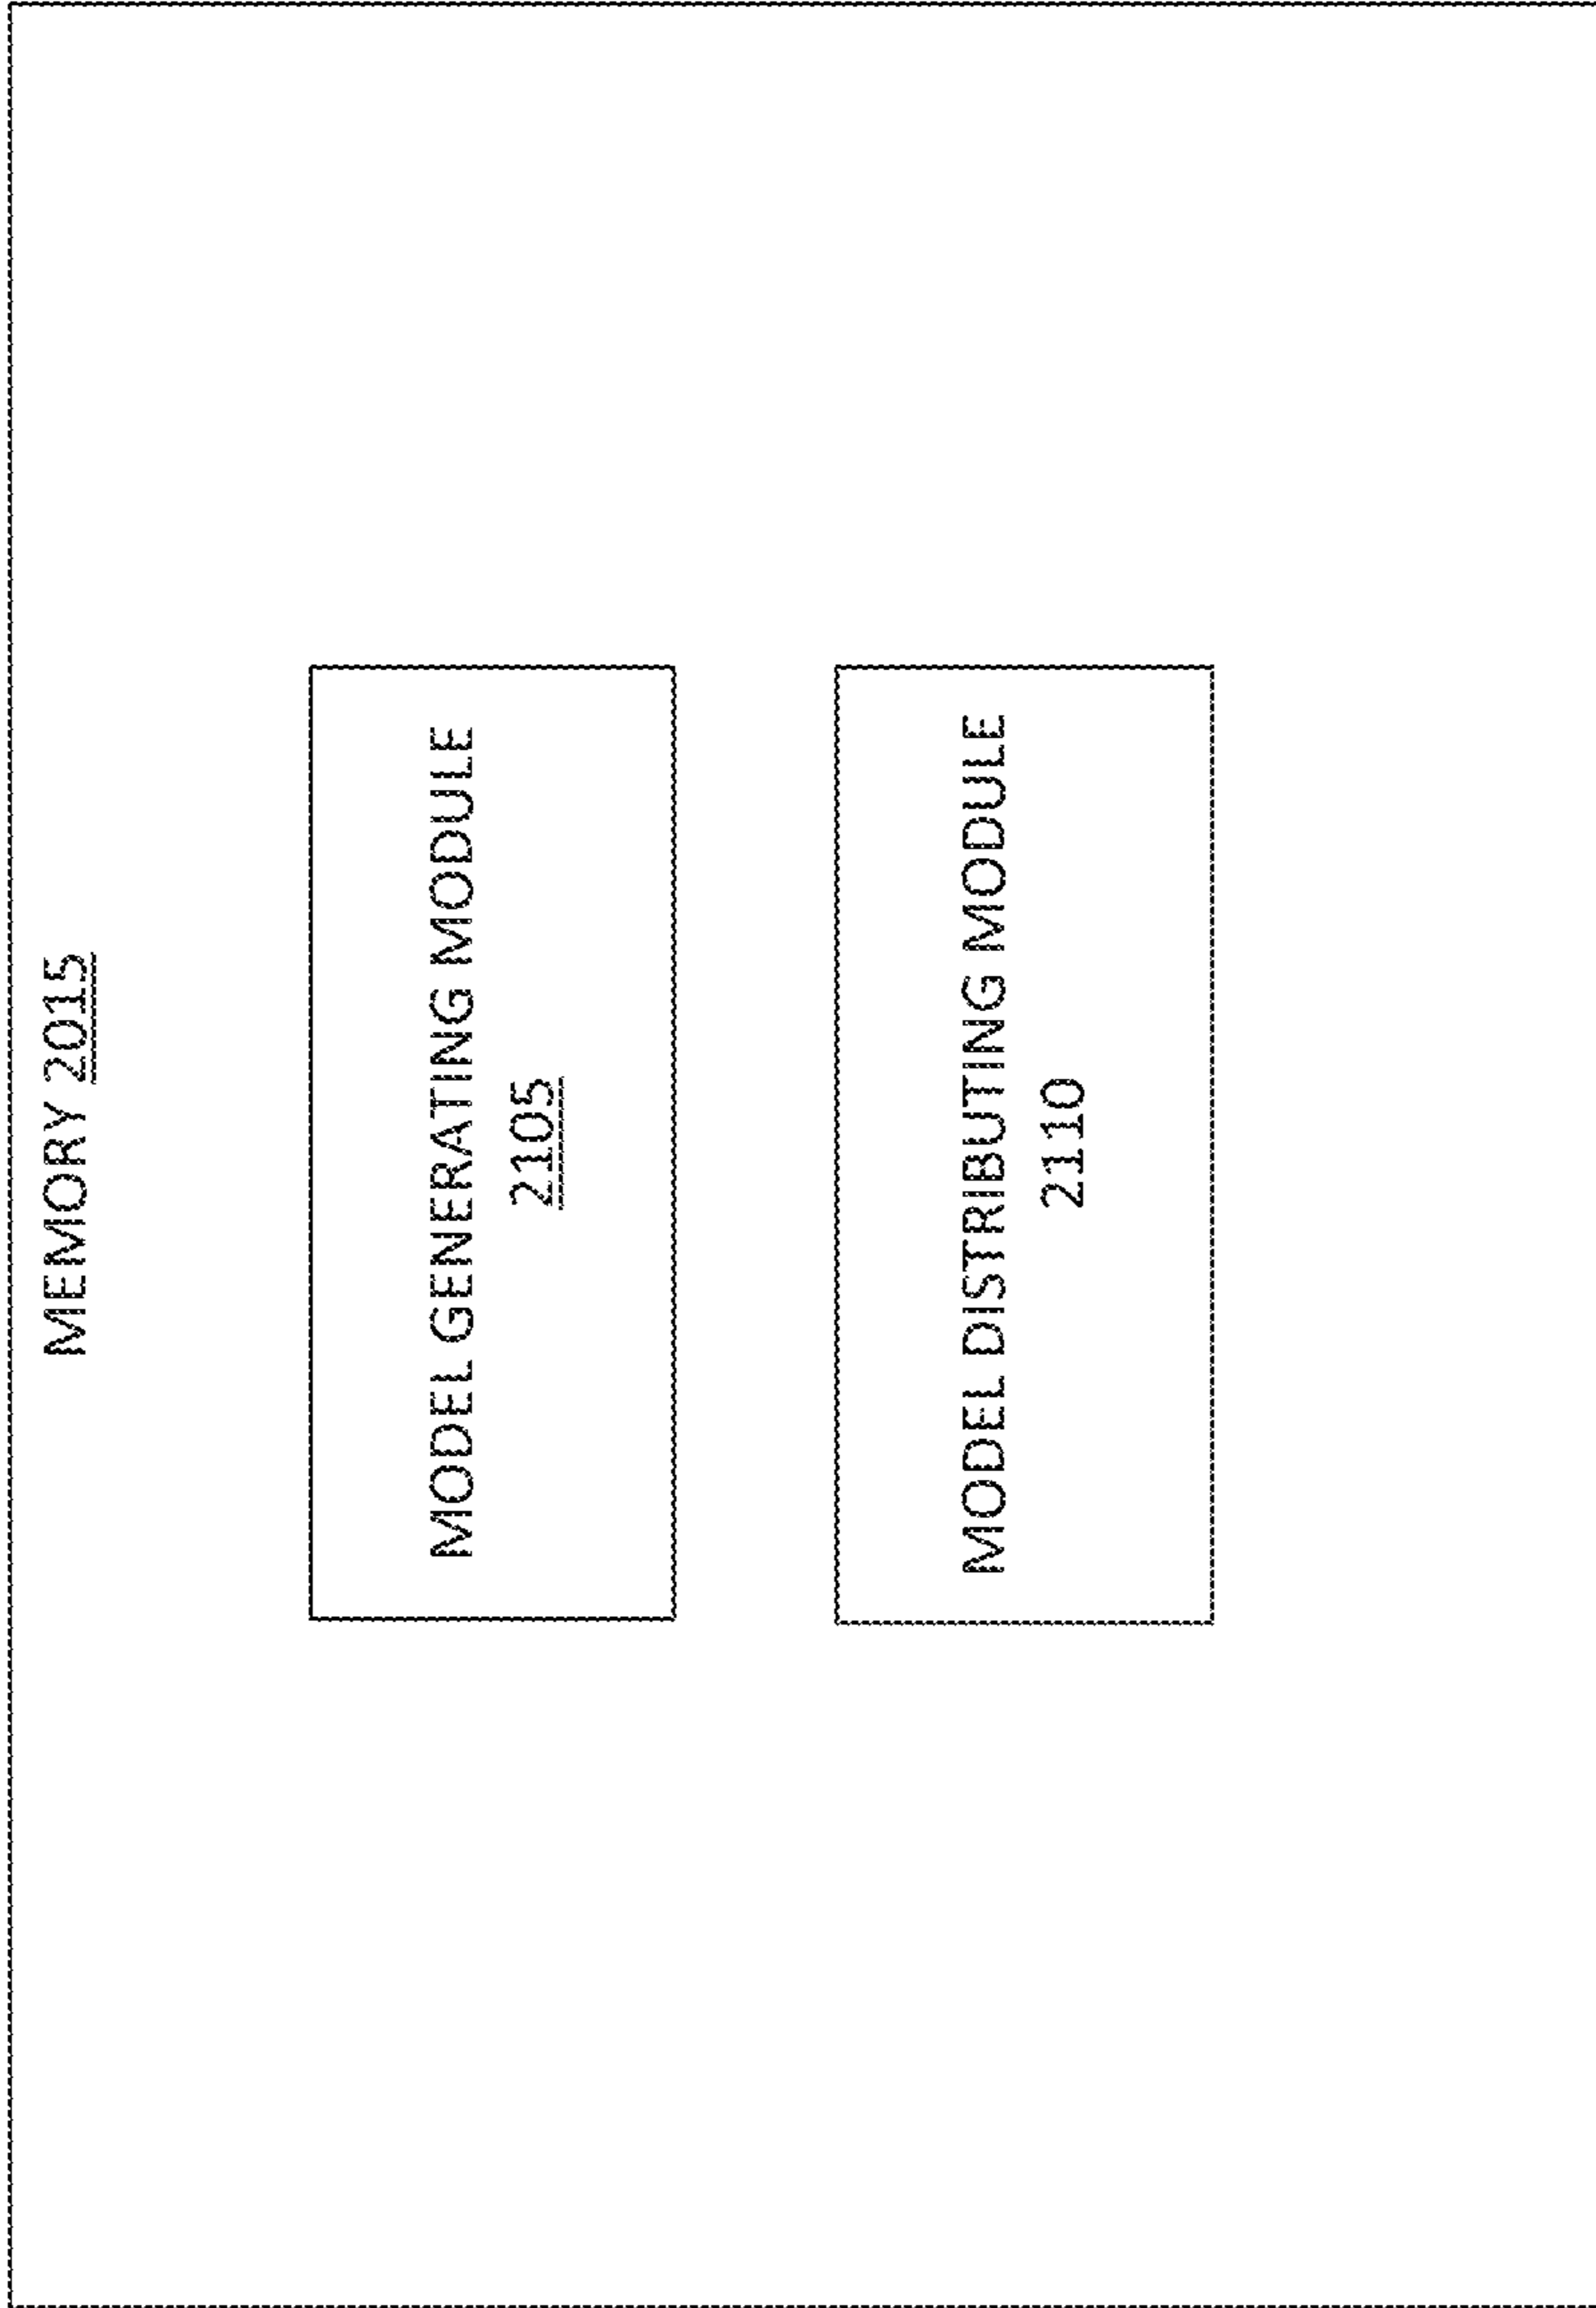 MEMORY 2015
MODEL GENERATING MODULE
2105
MODEL DISTRIBUTING MODULE
2110